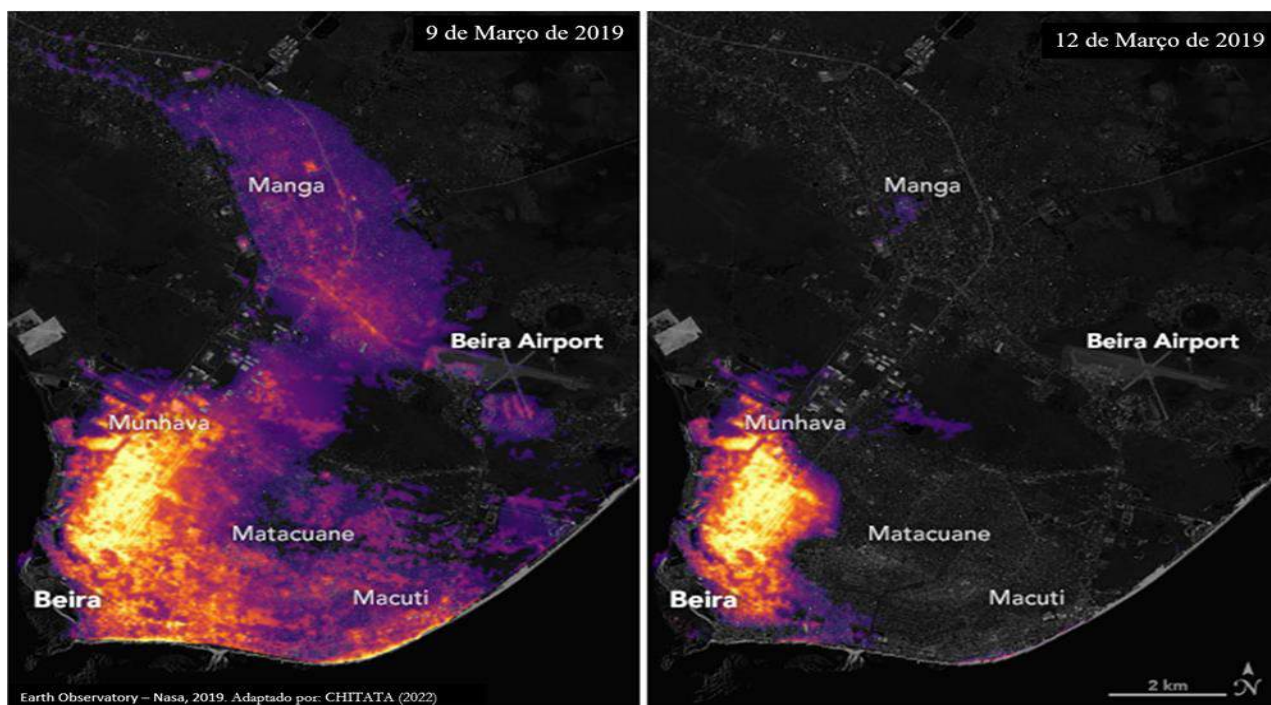 9 de Março de 2019
Manga
Beira Airport
Munhava
Matacuane
Beira
Macuti
Earth Observatory – Nasa, 2019. Adaptado por: CHITATA (2022)
12 de Março de 2019
Manga
Beira Airport
Munhava
Matacuane
Beira
Macuti
2 km
N